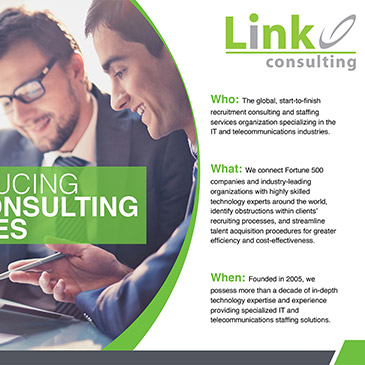 Link
consulting
UCING
ONSULTING
ES
Who: The global, start-to-finish
recruitment consulting and staffing
services organization specializing in the
IT and telecommunications industries.
What: We connect Fortune 500
companies and industry-leading
organizations with highly skilled
technology experts around the world,
identify obstructions within clients'
recruiting processes, and streamline
talent acquisition procedures for greater
efficiency and cost-effectiveness.
When: Founded in 2005, we
possess more than a decade of in-depth
technology expertise and experience
providing specialized IT and
telecommunications staffing solutions.